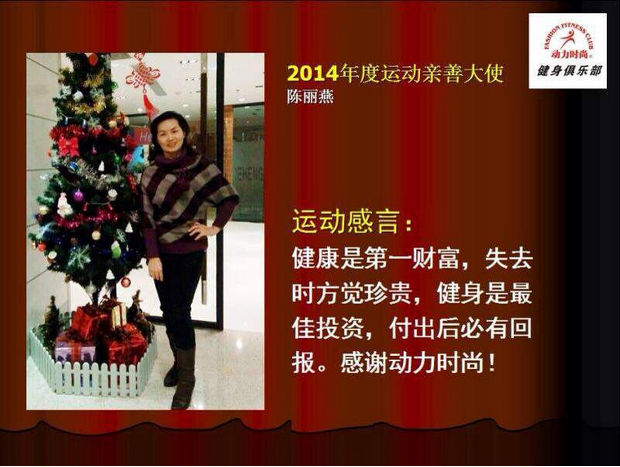 FASHION FITNESS CLUB
动力时尚
健身俱乐部
2014年度运动亲善大使
陈丽燕
运动感言：
健康是第一财富，失去
时方觉珍贵，健身是最
佳投资，付出后必有回
报。感谢动力时尚！